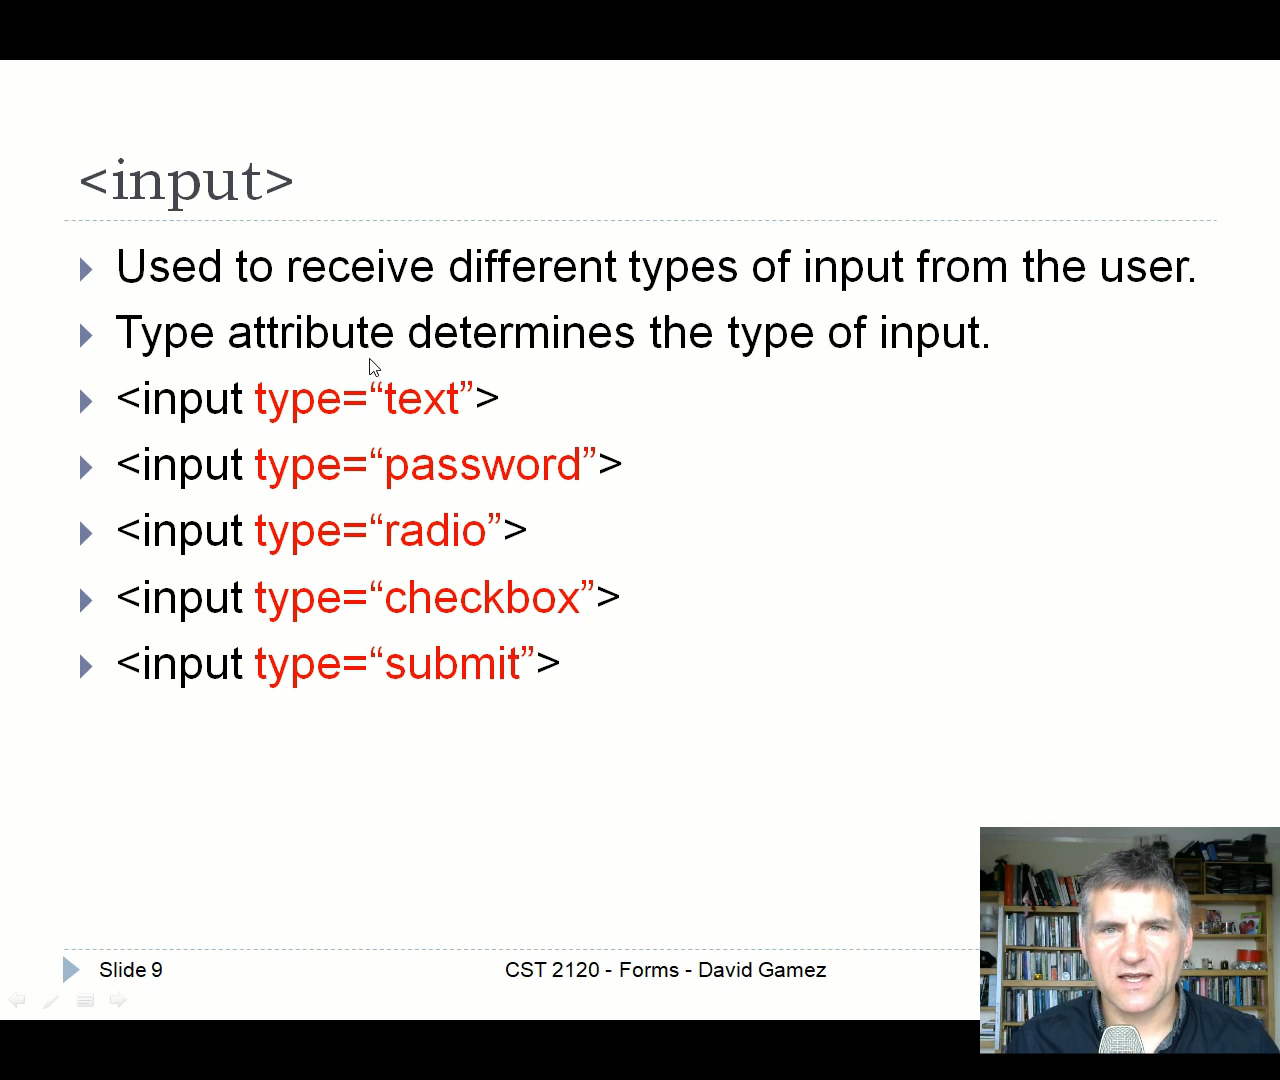 <input>
Used to receive different types of input from the user.
Type attribute determines the type of input.
<input type=“text”>
<input type=“password”>
<input type=“radio”>
<input type=“checkbox”>
<input type=“submit”>
Slide 9
CST 2120 - Forms - David Gamez